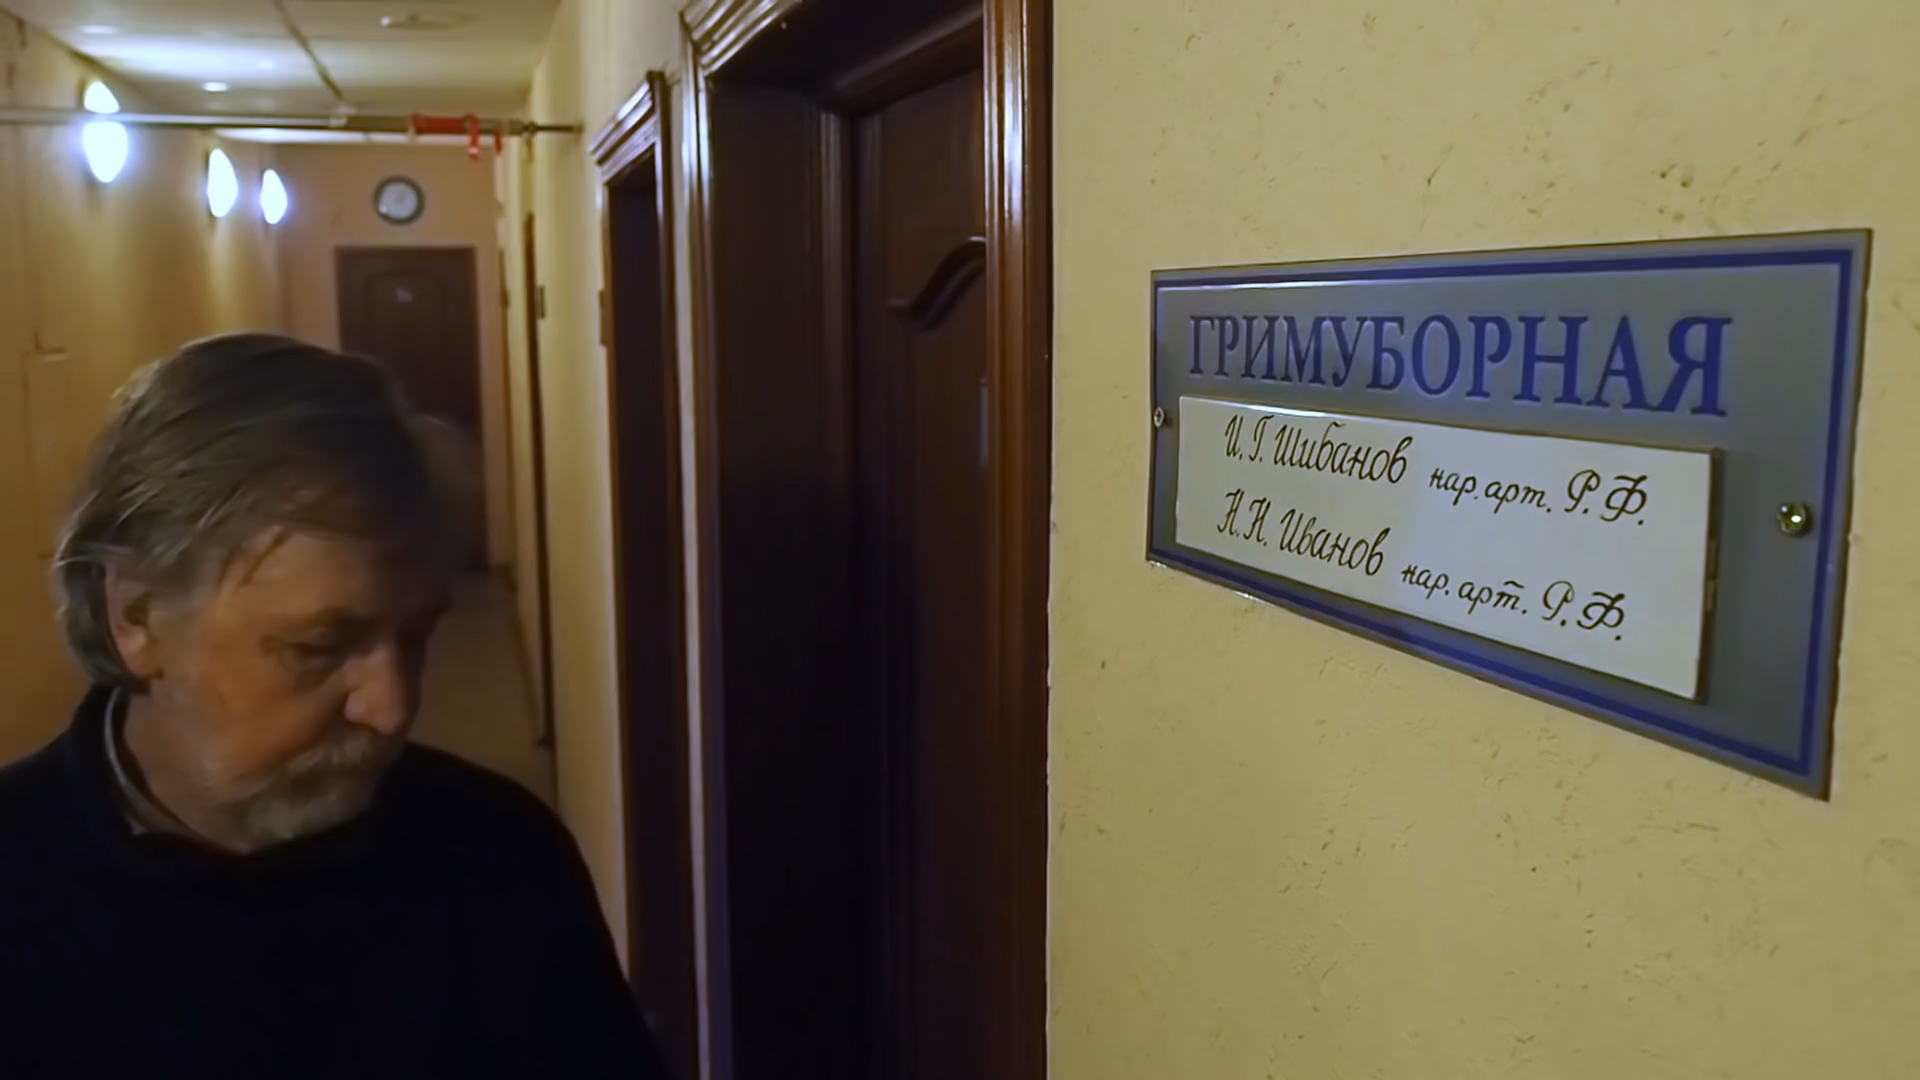 ГРИМУБОРНАЯ
И. Г. Шибанов нар. арт. Р. Ф.
Н. Н. Иванов нар. арт. Р. Ф.